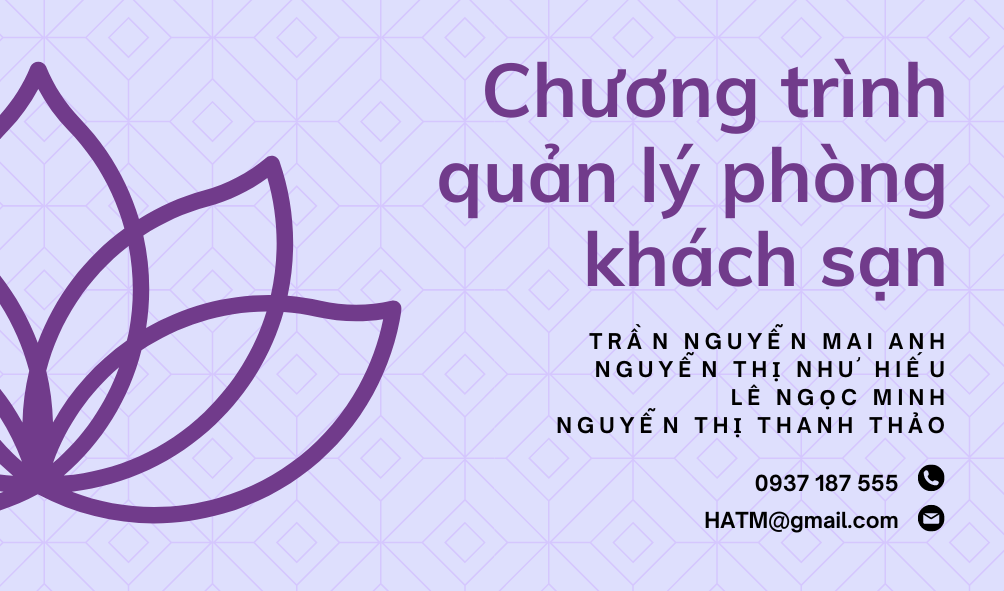 Chương trình
quản lý phòng
khách sạn
TRẦN NGUYỄN MAI ANH
NGUYỄN THỊ NHƯ HIẾU
LÊ NGỌC MINH
NGUYỄN THỊ THANH THẢO
0937 187 555
HATM@gmail.com